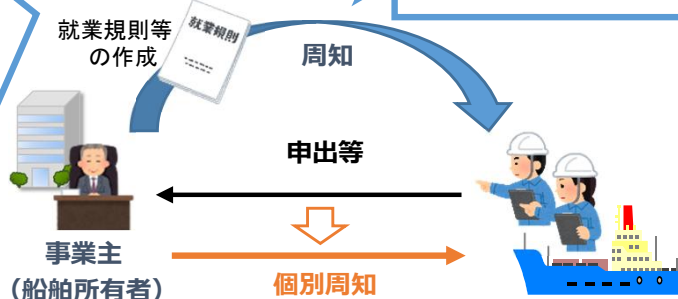 就業規則等
の作成
就業規則
周知
申出等
事業主
(船舶所有者)
個別周知